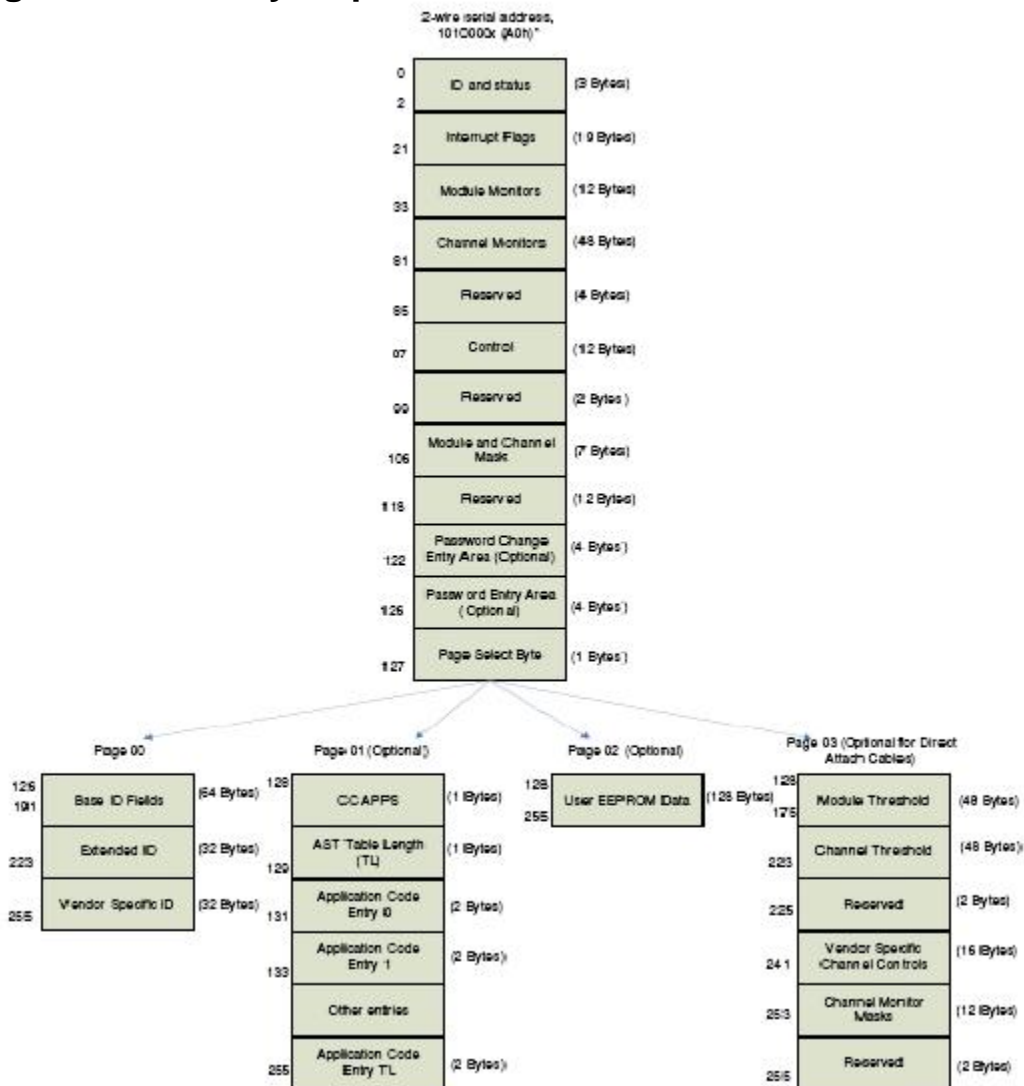 2-wire serial address,
1010000x (A0h)"
0
ID and status
(3 Bytes)
2
Interrupt Flags
(19 Bytes)
21
Module Monitors
(12 Bytes)
33
Channel Monitors
(48 Bytes)
81
Reserved
(4 Bytes)
85
Control
(12 Bytes)
97
Reserved
(2 Bytes)
99
Module and Channel
Mask
(7 Bytes)
106
Reserved
(12 Bytes)
118
Password Change
Entry Area (Optional)
(4 Bytes)
122
Password Entry Area
(Optional)
(4 Bytes)
126
Page Select Byte
(1 Bytes)
127
Page 00
128
191
Base ID Fields
(64 Bytes)
Extended ID
(32 Bytes)
223
Vendor Specific ID
(32 Bytes)
255
Page 01 (Optional)
128
CCAPPS
(1 Bytes)
AST Table Length
(TL)
(1 Bytes)
129
Application Code
Entry 0
(2 Bytes)
131
Application Code
Entry 1
(2 Bytes)
133
Other entries
Application Code
Entry TL
(2 Bytes)
255
Page 02 (Optional)
128
255
User EEPROM Data
(128 Bytes)
Page 03 (Optional for Direct
Attach Cables)
128
175
Module Threshold
(48 Bytes)
Channel Threshold
(48 Bytes)
223
Reserved
(2 Bytes)
225
Vendor Specific
Channel Controls
(16 Bytes)
241
Channel Monitor
Masks
(12 Bytes)
253
Reserved
(2 Bytes)
255